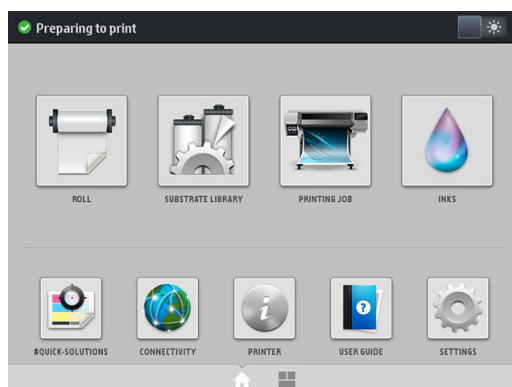 Preparing to print
ROLL
SUBSTRATE LIBRARY
PRINTING JOB
INKS
#QUICK-SOLUTIONS
CONNECTIVITY
PRINTER
USER GUIDE
SETTINGS